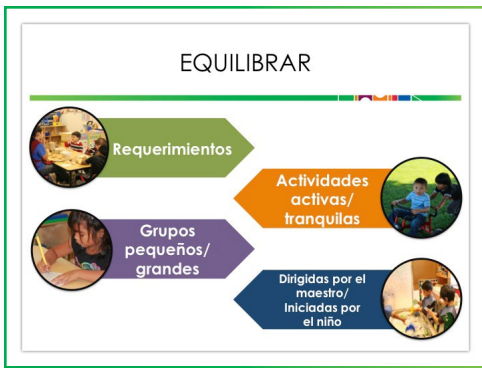 EQUILIBRAR
Requerimientos
Actividades
activas/
tranquilas
Grupos
pequeños/
grandes
Dirigidas por el
maestro/
Iniciadas por
el niño